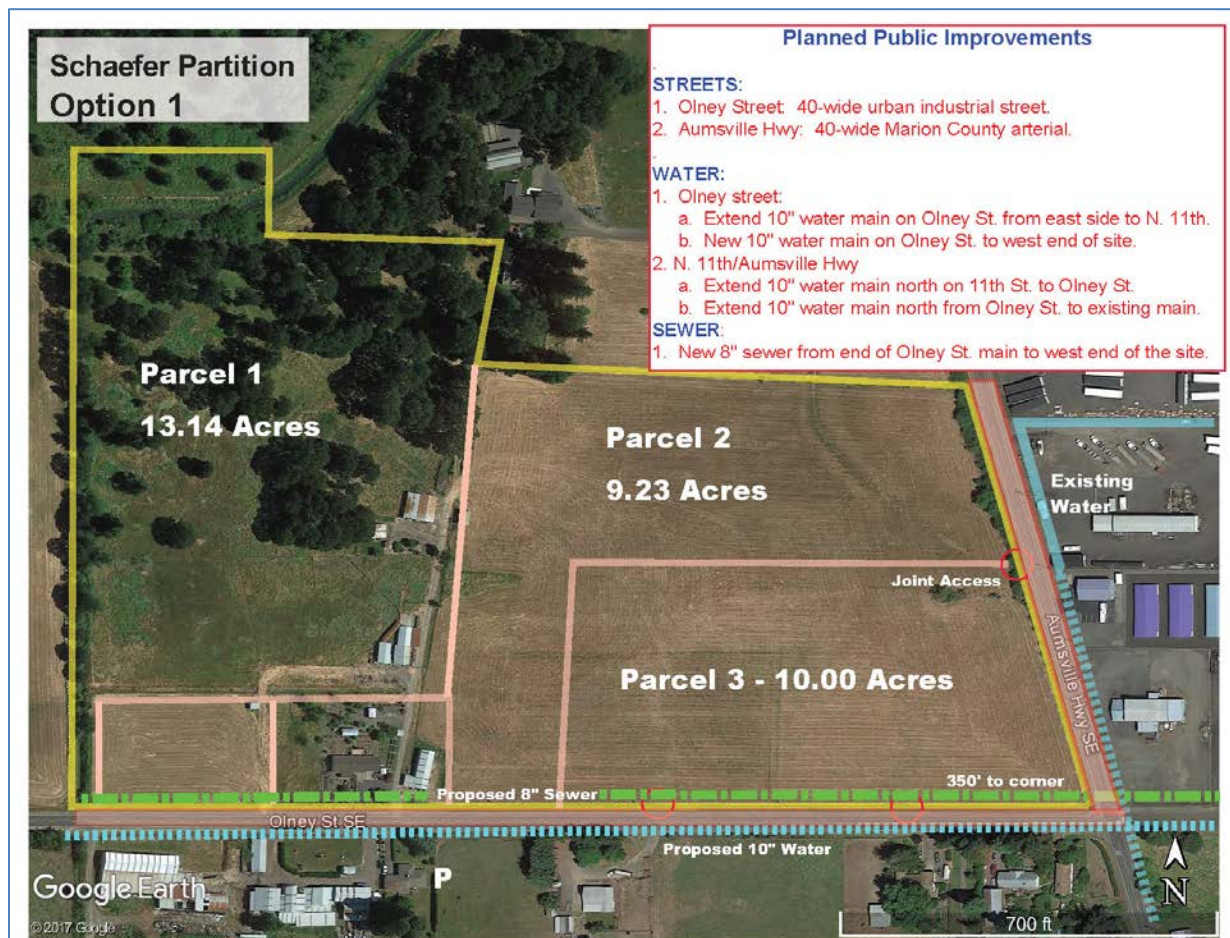 Schaefer Partition
Option 1
Planned Public Improvements
STREETS:
1. Olney Street: 40-wide urban industrial street.
2. Aumsville Hwy: 40-wide Marion County arterial.
WATER:
1. Olney street:
a. Extend 10" water main on Olney St. from east side to N. 11th.
b. New 10" water main on Olney St. to west end of site.
2. N. 11th/Aumsville Hwy
a. Extend 10" water main north on 11th St. to Olney St.
b. Extend 10" water main north from Olney St. to existing main.
SEWER:
1. New 8" sewer from end of Olney St. main to west end of the site.
Parcel 1
13.14 Acres
Parcel 2
9.23 Acres
Existing
Water
Joint Access
Aumsville Hwy SE
Parcel 3 - 10.00 Acres
350' to corner
Proposed 8" Sewer
Olney St SE
Proposed 10" Water
P
N
Google Earth
© 2017 Google
700 ft